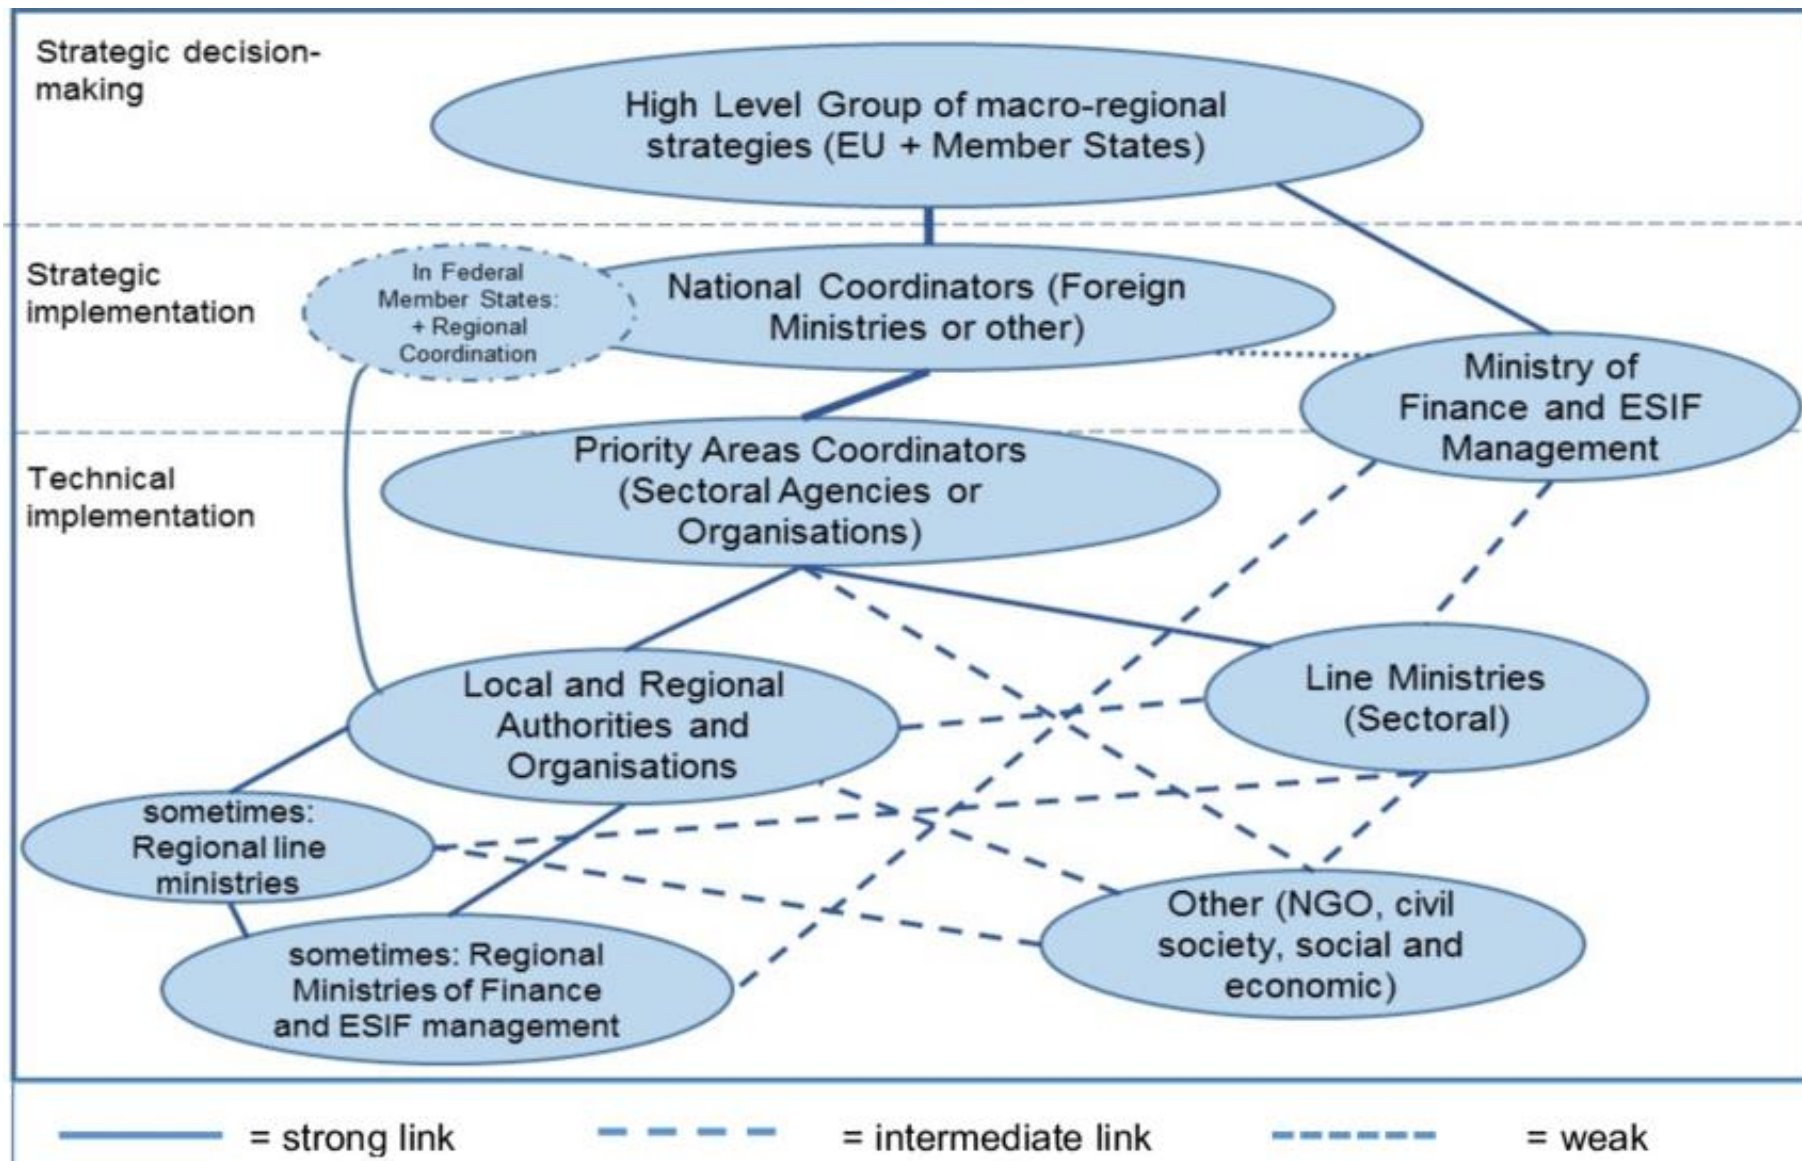 Strategic decision-
making
High Level Group of macro-regional
strategies (EU + Member States)
Strategic
implementation
In Federal
Member States:
+ Regional
Coordination
National Coordinators (Foreign
Ministries or other)
Ministry of
Finance and ESIF
Management
Technical
implementation
Priority Areas Coordinators
(Sectoral Agencies or
Organisations)
Local and Regional
Authorities and
Organisations
Line Ministries
(Sectoral)
sometimes:
Regional line
ministries
sometimes: Regional
Ministries of Finance
and ESIF management
Other (NGO, civil
society, social and
economic)
= strong link
= intermediate link
= weak